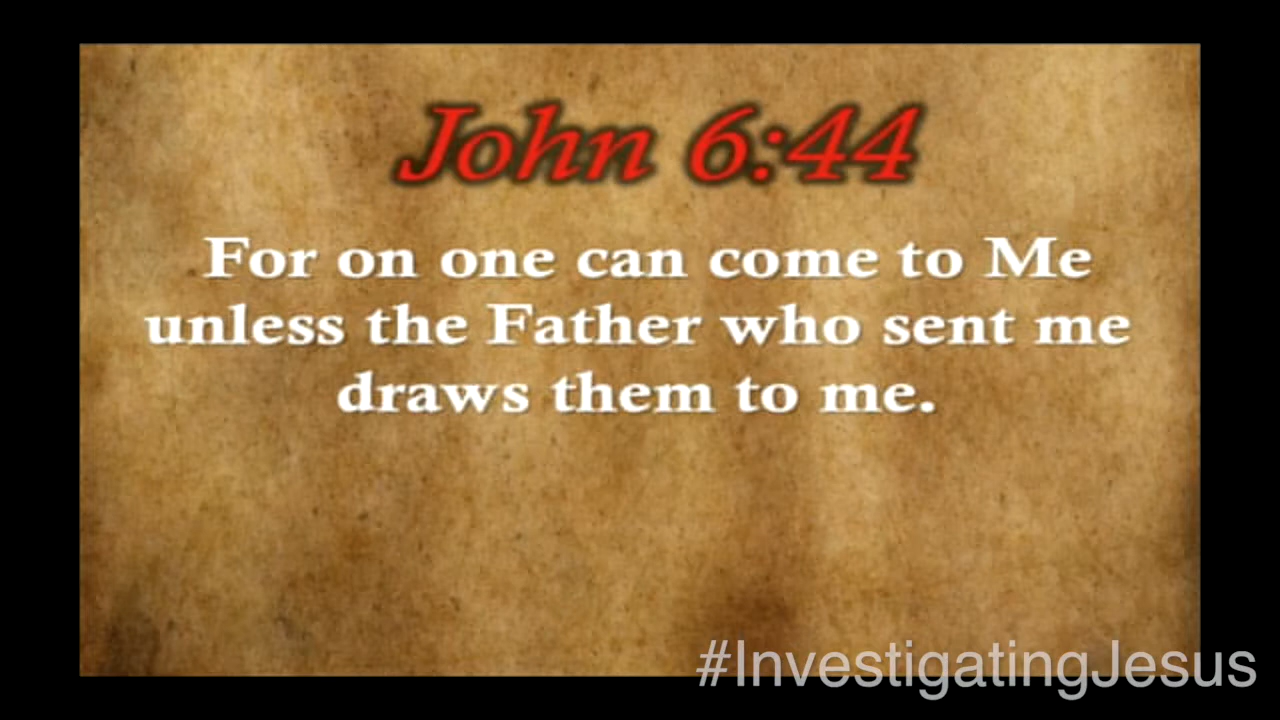 John 6:44
For on one can come to Me
unless the Father who sent me
draws them to me.
#InvestigatingJesus